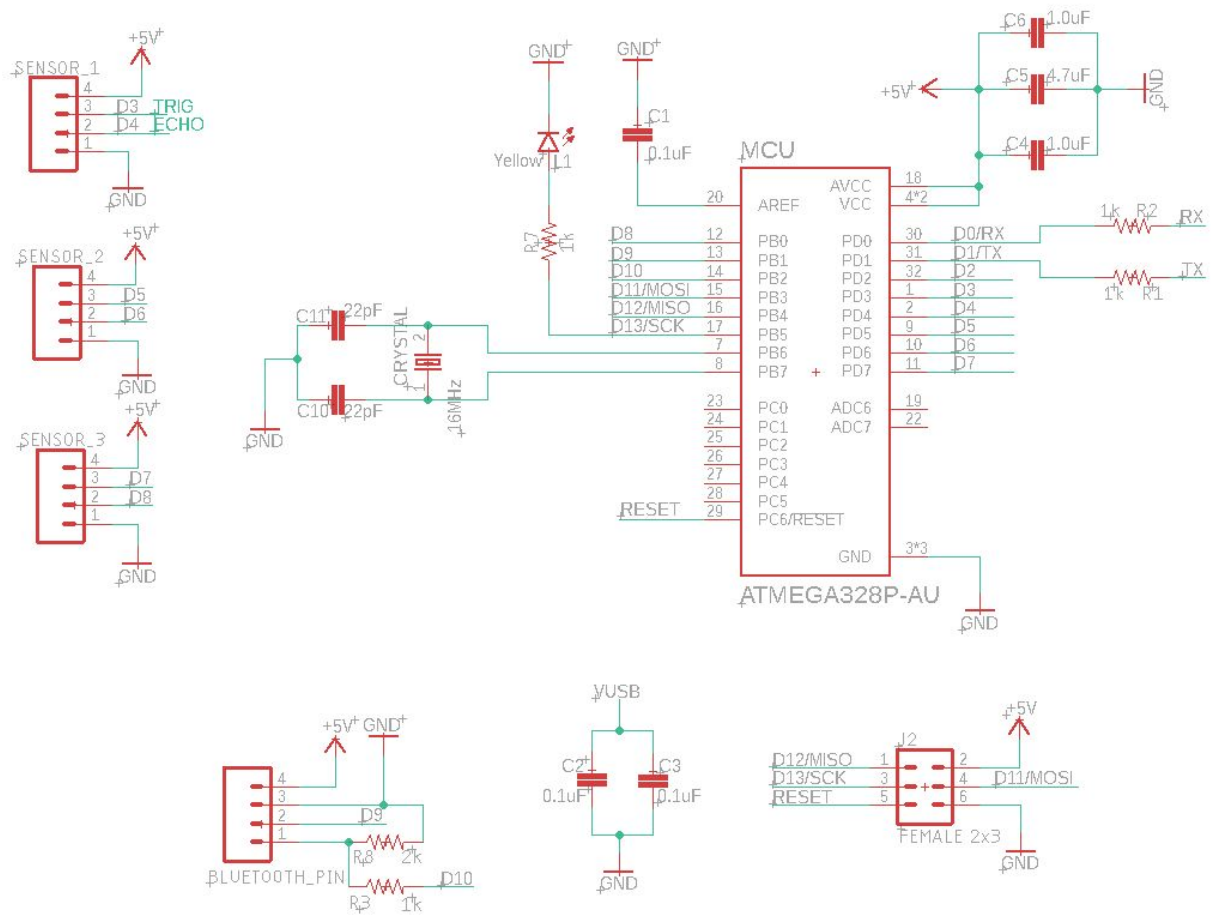 +5V
SENSOR_1
4
3 D3 TRIG
2 D4 ECHO
1
GND
SENSOR_2
+5V
4
3 D5
2 D6
1
GND
SENSOR_3
+5V
4
3 D7
2 D8
1
GND
GND
Yellow L1
R7 1k
GND
C1
0.1uF
C6 1.0uF
C5 4.7uF
C4 1.0uF
+5V
GND
MCU
20 AREF
D8 12 PB0
D9 13 PB1
D10 14 PB2
D11/MOSI 15 PB3
D12/MISO 16 PB4
D13/SCK 17 PB5
7 PB6
8 PB7
23 PC0
24 PC1
25 PC2
26 PC3
27 PC4
28 PC5
RESET 29 PC6/RESET
AVCC 18
VCC 4*2
PD0 30 D0/RX 1k R2 RX
PD1 31 D1/TX 1k R1 TX
PD2 32 D2
PD3 1 D3
PD4 2 D4
PD5 9 D5
PD6 10 D6
PD7 11 D7
ADC6 19
ADC7 22
GND 3*3
GND
ATMEGA328P-AU
C11 22pF
C10 22pF
CRYSTAL
2
1
16MHz
GND
+5V GND
4
3
2 D9
1
R8 2k
BLUETOOTH_PIN
R3 1k D10
VUSB
C2 C3
0.1uF 0.1uF
GND
+5V
J2
D12/MISO 1 2
D13/SCK 3 4 D11/MOSI
RESET 5 6
FEMALE 2x3
GND